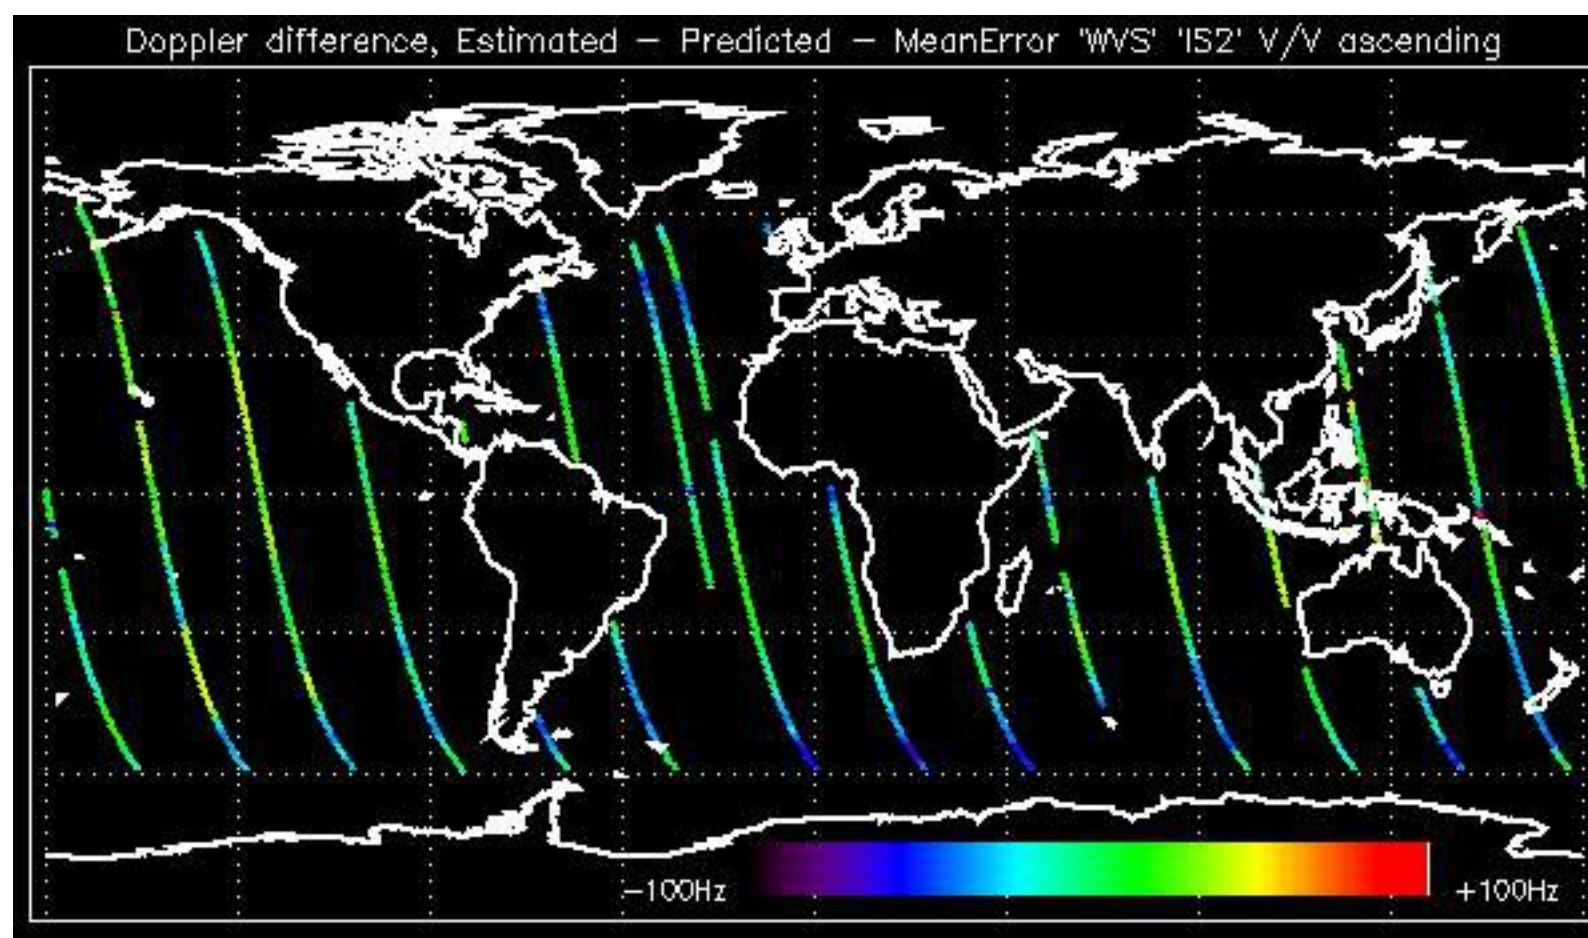 Doppler difference, Estimated – Predicted – MeanError 'WVS' 'IS2' V/V ascending
−100Hz +100Hz